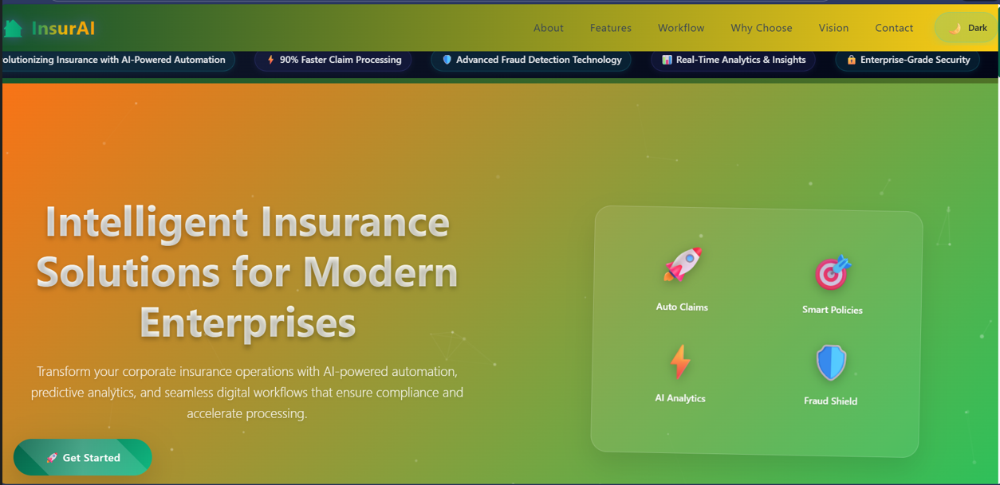 InsurAI
About Features Workflow Why Choose Vision Contact Dark
olutionizing Insurance with AI-Powered Automation 90% Faster Claim Processing Advanced Fraud Detection Technology Real-Time Analytics & Insights Enterprise-Grade Security
Intelligent Insurance
Solutions for Modern
Enterprises
Transform your corporate insurance operations with AI-powered automation,
predictive analytics, and seamless digital workflows that ensure compliance and
accelerate processing.
Get Started
Auto Claims
Smart Policies
AI Analytics
Fraud Shield